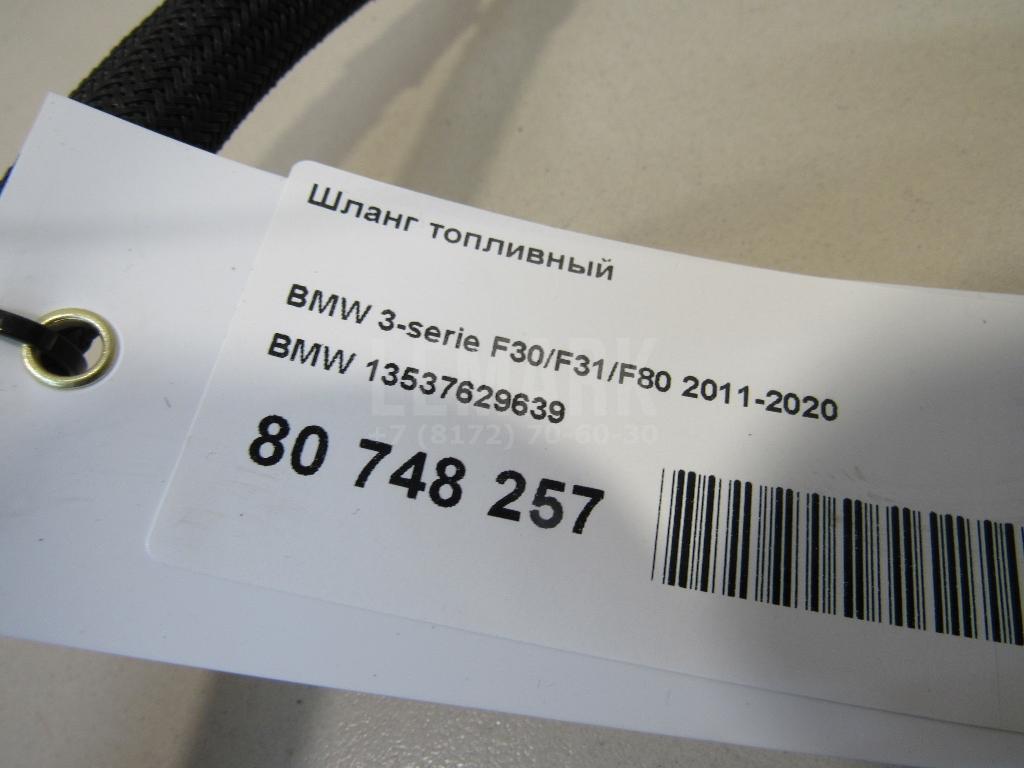 Шланг топливный
BMW 3-serie F30/F31/F80 2011-2020
BMW 13537629639
80 748 257
LEMARK
+7 (8172) 70-60-30